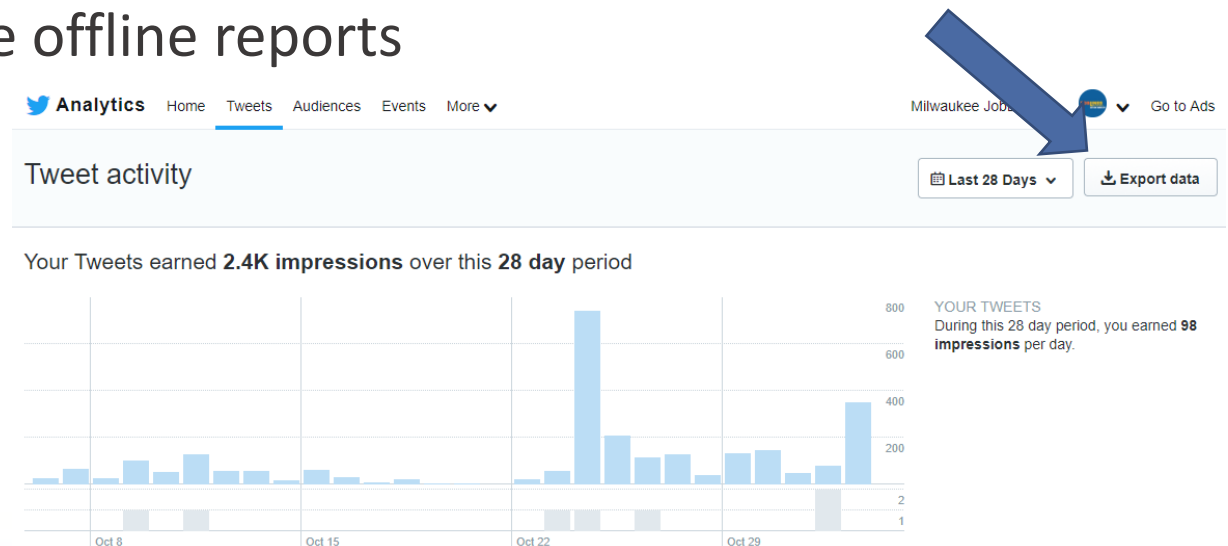 e offline reports
Analytics Home Tweets Audiences Events More
Milwaukee Go to Ads
Tweet activity
Last 28 Days Export data
Your Tweets earned 2.4K impressions over this 28 day period
800
600
400
200
2
1
YOUR TWEETS
During this 28 day period, you earned 98
impressions per day.
Oct 8 Oct 15 Oct 22 Oct 29